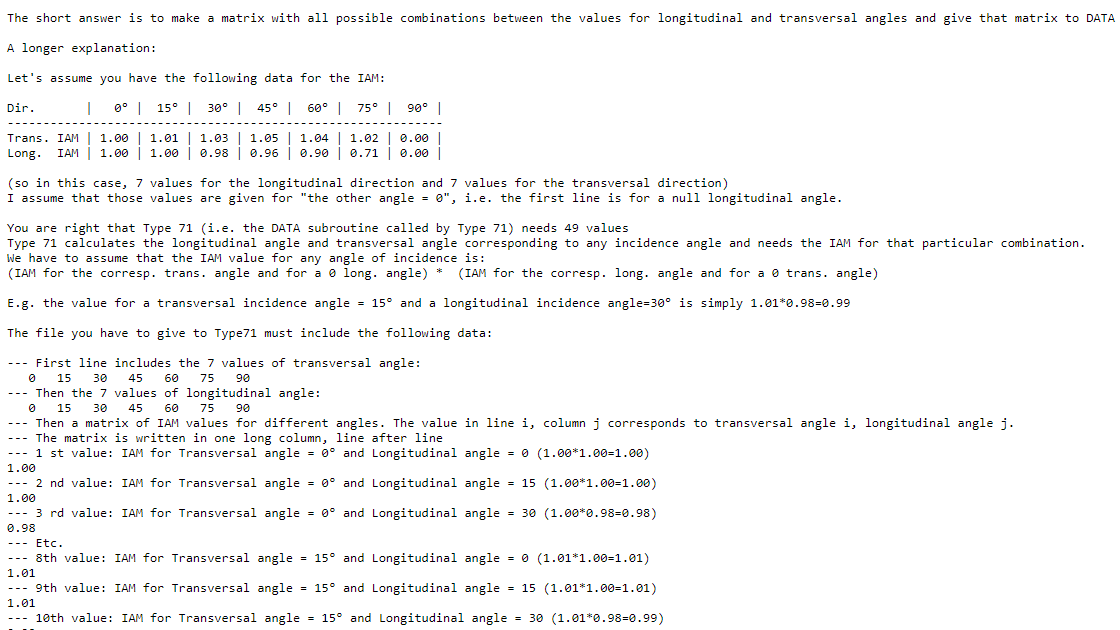 The short answer is to make a matrix with all possible combinations between the values for longitudinal and transversal angles and give that matrix to DATA
A longer explanation:
Let's assume you have the following data for the IAM:
Dir.       |   0° |  15° |  30° |  45° |  60° |  75° |  90° |
-------------------------------------------------------------
Trans. IAM | 1.00 | 1.01 | 1.03 | 1.05 | 1.04 | 1.02 | 0.00 |
Long.  IAM | 1.00 | 1.00 | 0.98 | 0.96 | 0.90 | 0.71 | 0.00 |
(so in this case, 7 values for the longitudinal direction and 7 values for the transversal direction)
I assume that those values are given for "the other angle = 0", i.e. the first line is for a null longitudinal angle.
You are right that Type 71 (i.e. the DATA subroutine called by Type 71) needs 49 values
Type 71 calculates the longitudinal angle and transversal angle corresponding to any incidence angle and needs the IAM for that particular combination.
We have to assume that the IAM value for any angle of incidence is:
(IAM for the corresp. trans. angle and for a 0 long. angle) *  (IAM for the corresp. long. angle and for a 0 trans. angle)
E.g. the value for a transversal incidence angle = 15° and a longitudinal incidence angle=30° is simply 1.01*0.98=0.99
The file you have to give to Type71 must include the following data:
--- First line includes the 7 values of transversal angle:
0   15   30   45   60   75   90
--- Then the 7 values of longitudinal angle:
0   15   30   45   60   75   90
--- Then a matrix of IAM values for different angles. The value in line i, column j corresponds to transversal angle i, longitudinal angle j.
--- The matrix is written in one long column, line after line
--- 1 st value: IAM for Transversal angle = 0° and Longitudinal angle = 0 (1.00*1.00=1.00)
1.00
--- 2 nd value: IAM for Transversal angle = 0° and Longitudinal angle = 15 (1.00*1.00=1.00)
1.00
--- 3 rd value: IAM for Transversal angle = 0° and Longitudinal angle = 30 (1.00*0.98=0.98)
0.98
--- Etc.
--- 8th value: IAM for Transversal angle = 15° and Longitudinal angle = 0 (1.01*1.00=1.01)
1.01
--- 9th value: IAM for Transversal angle = 15° and Longitudinal angle = 15 (1.01*1.00=1.01)
1.01
--- 10th value: IAM for Transversal angle = 15° and Longitudinal angle = 30 (1.01*0.98=0.99)